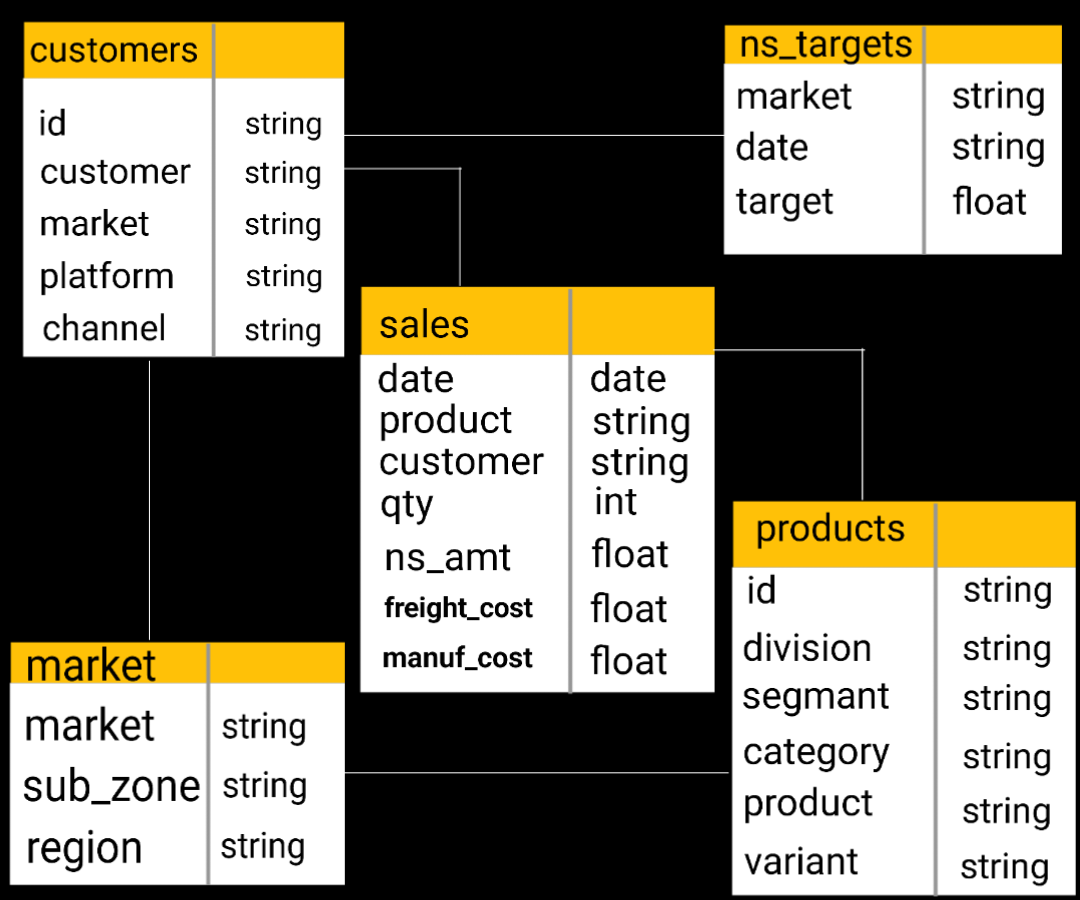 customers
id string
customer string
market string
platform string
channel string
ns_targets
market string
date string
target float
sales
date date
product string
customer string
qty int
ns_amt float
freight_cost float
manuf_cost float
products
id string
division string
segmant string
category string
product string
variant string
market
market string
sub_zone string
region string